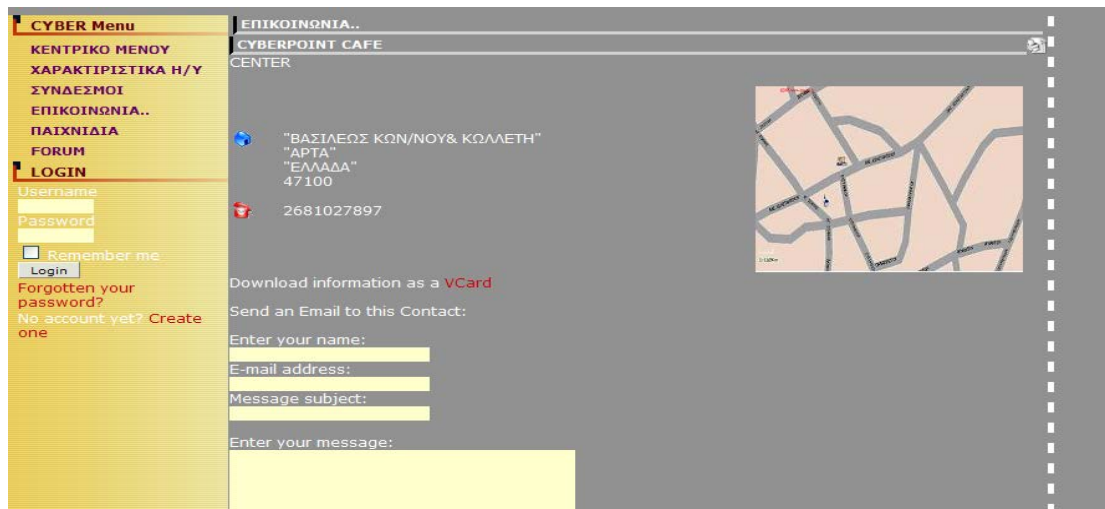 CYBER Menu
ΚΕΝΤΡΙΚΟ ΜΕΝΟΥ
ΧΑΡΑΚΤΙΡΙΣΤΙΚΑ Η/Υ
ΣΥΝΔΕΣΜΟΙ
ΕΠΙΚΟΙΝΩΝΙΑ..
ΠΑΙΧΝΙΔΙΑ
FORUM
LOGIN
Username
Password
Remember me
Login
Forgotten your
password?
No account yet? Create
one
ΕΠΙΚΟΙΝΩΝΙΑ..
CYBERPOINT CAFE
CENTER
"ΒΑΣΙΛΕΩΣ ΚΩΝ/ΝΟΥ& ΚΩΛΛΕΤΗ"
"ΑΡΤΑ"
"ΕΛΛΑΔΑ"
47100
2681027897
Download information as a VCard
Send an Email to this Contact:
Enter your name:
E-mail address:
Message subject:
Enter your message: